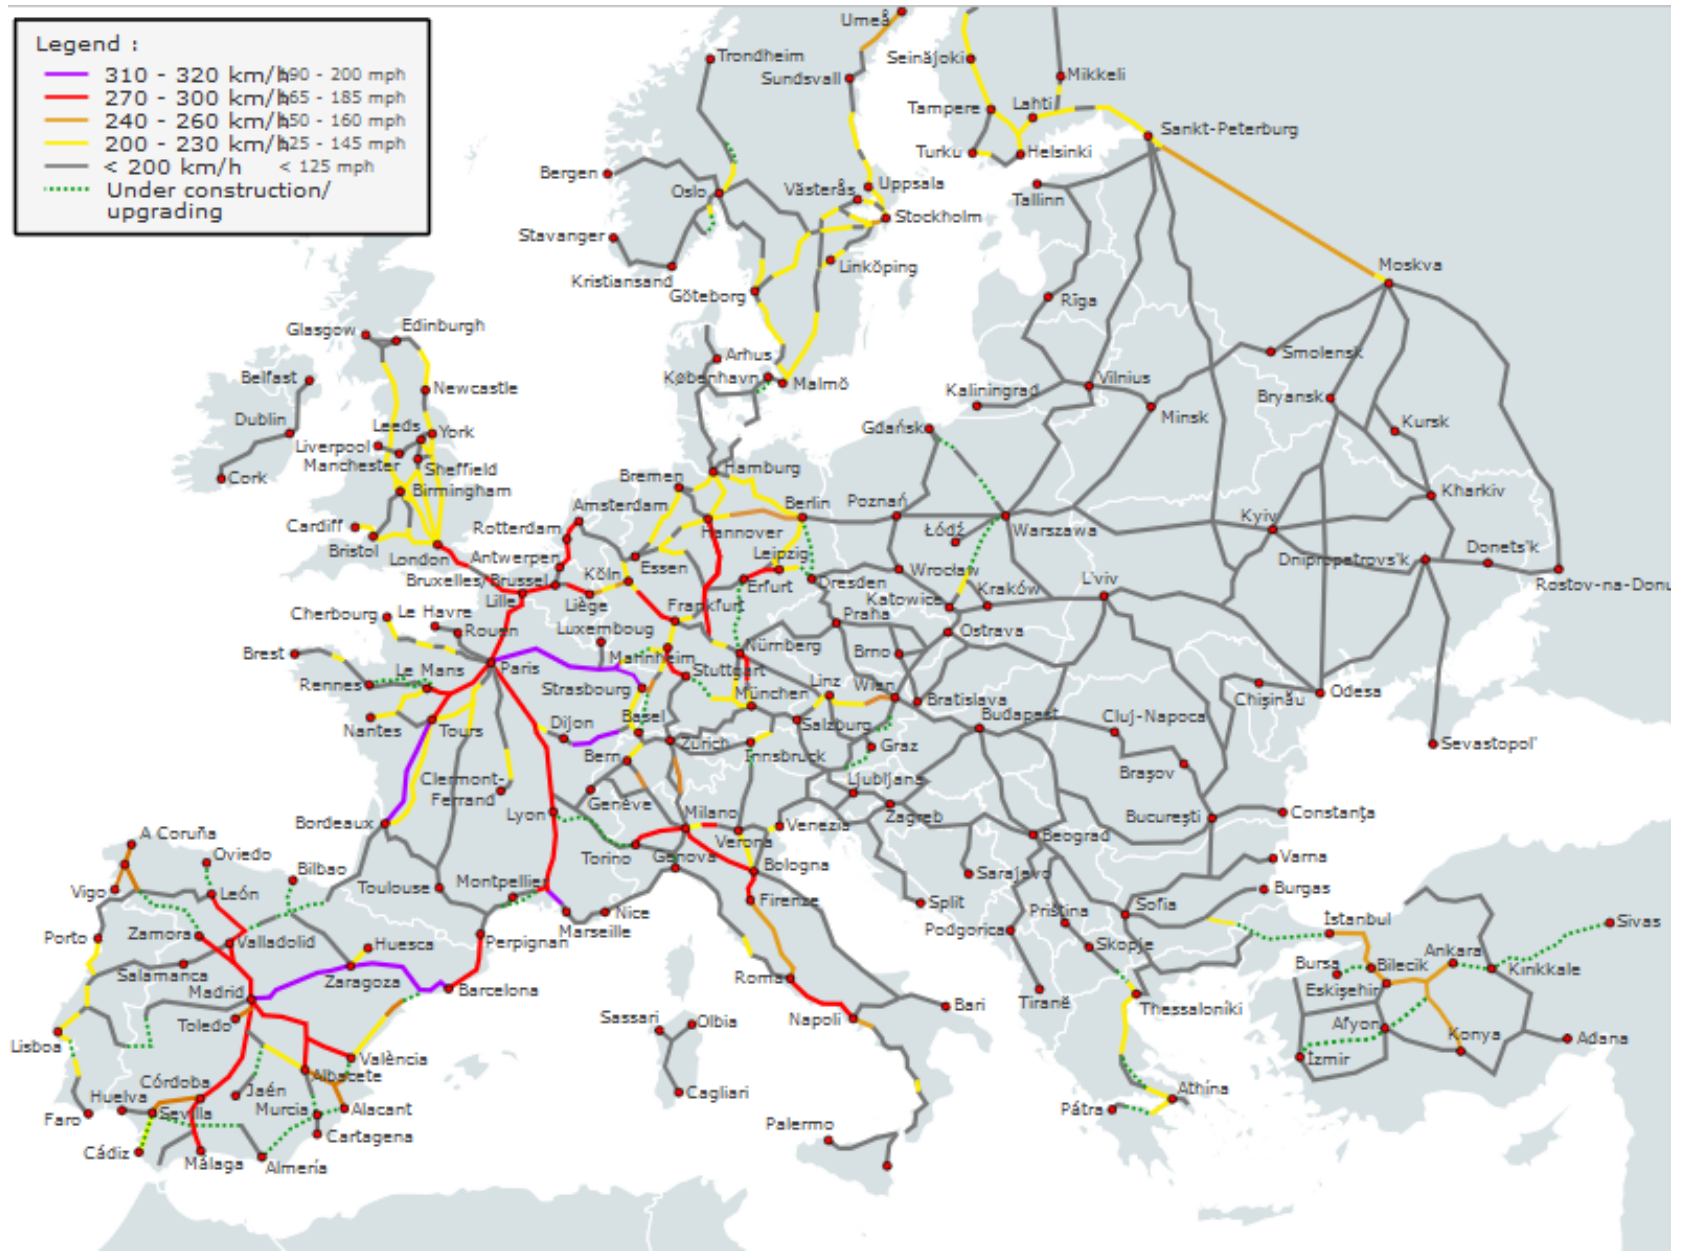 Legend :
310 - 320 km/h 190 - 200 mph
270 - 300 km/h 165 - 185 mph
240 - 260 km/h 150 - 160 mph
200 - 230 km/h 125 - 145 mph
< 200 km/h < 125 mph
Under construction/
upgrading
Umeå
Trondheim
Sundsvall
Seinäjoki
Mikkeli
Tampere
Lahti
Sankt-Peterburg
Turku
Helsinki
Bergen
Oslo
Västerås
Uppsala
Tallinn
Stockholm
Stavanger
Linköping
Kristiansand
Göteborg
Moskva
Rīga
Glasgow
Edinburgh
Arhus
København
Malmö
Smolensk
Belfast
Newcastle
Kaliningrad
Vilnius
Minsk
Bryansk
Kursk
Dublin
Leeds
York
Liverpool
Manchester
Sheffield
Gdańsk
Cork
Birmingham
Bremen
Hamburg
Kharkiv
Amsterdam
Berlin
Poznań
Cardiff
Bristol
Rotterdam
Hannover
Łódź
Warszawa
Kyiv
London
Antwerpen
Essen
Leipzig
Dnipropetrovs'k
Donets'k
Bruxelles/
Brussel
Köln
Erfurt
Dresden
Wrocław
Kraków
L'viv
Rostov-na-Donu
Lille
Liège
Frankfurt
Katowice
Cherbourg
Le Havre
Rouen
Luxemboug
Praha
Ostrava
Brest
Paris
Mannheim
Nürnberg
Brno
Le Mans
Rennes
Strasbourg
Stuttgart
München
Linz
Wien
Bratislava
Chişinău
Odesa
Nantes
Tours
Dijon
Basel
Salzburg
Budapest
Cluj-Napoca
Zürich
Innsbruck
Graz
Sevastopol'
Bern
Braşov
Clermont-
Ferrand
Genève
Ljubljana
Bordeaux
Lyon
Milano
Venezia
Zagreb
Beograd
Bucureşti
Constanţa
A Coruña
Oviedo
Torino
Genova
Verona
Bologna
Varna
Vigo
León
Bilbao
Toulouse
Montpellier
Sarajevo
Burgas
Nice
Marseille
Firenze
Split
Priština
Sofia
İstanbul
Sivas
Porto
Zamora
Valladolid
Huesca
Perpignan
Podgorica
Skopje
Ankara
Salamanca
Zaragoza
Roma
Bursa
Bilecik
Kırıkkale
Madrid
Barcelona
Eskişehir
Toledo
Sassari
Olbia
Napoli
Bari
Tiranë
Thessaloníki
Afyon
Konya
Adana
Lisboa
València
İzmir
Albacete
Córdoba
Jaén
Cagliari
Athína
Huelva
Sevilla
Murcia
Alacant
Pátra
Faro
Palermo
Cartagena
Cádiz
Málaga
Almería